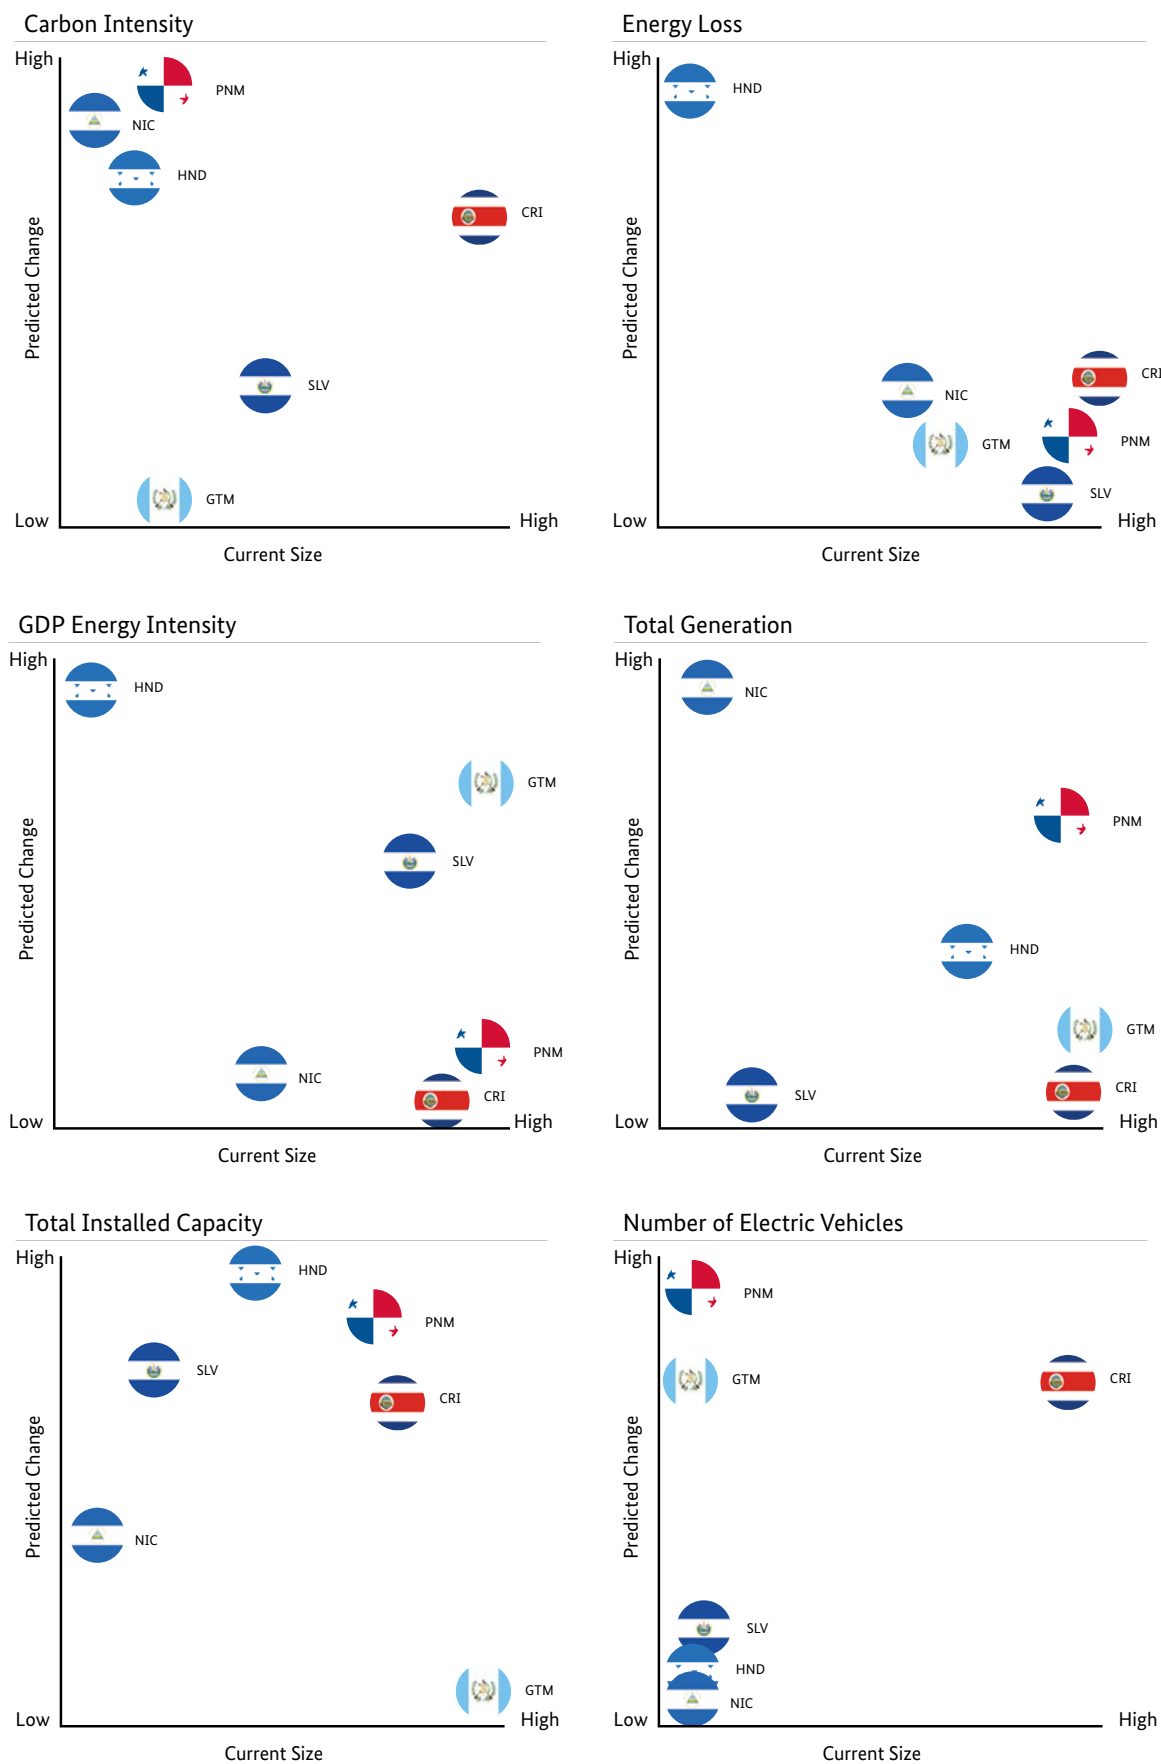 Carbon Intensity
High
PNM
NIC
HND
CRI
Predicted Change
SLV
GTM
Low
High
Current Size
Energy Loss
High
HND
Predicted Change
CRI
NIC
GTM
PNM
SLV
Low
High
Current Size
GDP Energy Intensity
High
HND
GTM
SLV
Predicted Change
PNM
NIC
CRI
Low
High
Current Size
Total Generation
High
NIC
PNM
Predicted Change
HND
GTM
CRI
SLV
Low
High
Current Size
Total Installed Capacity
High
HND
PNM
SLV
CRI
Predicted Change
NIC
GTM
Low
High
Current Size
Number of Electric Vehicles
High
PNM
GTM
CRI
Predicted Change
SLV
HND
NIC
Low
High
Current Size